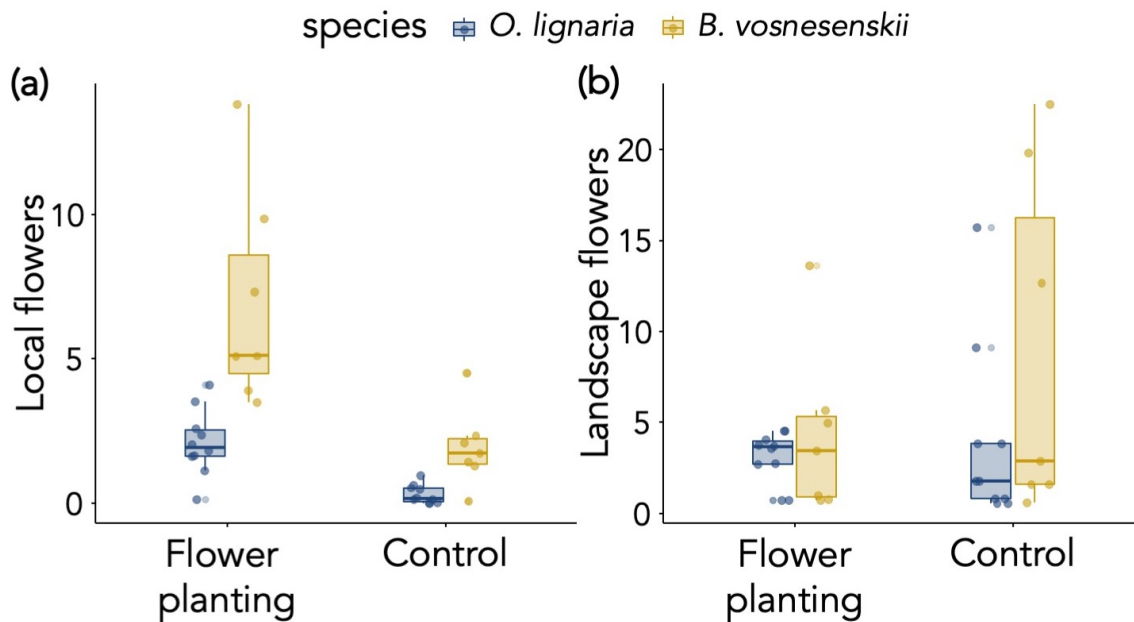 species O. lignaria B. vosnesenskii
(a)
Local flowers
10
5
0
Flower planting
Control
(b)
Landscape flowers
20
15
10
5
0
Flower planting
Control